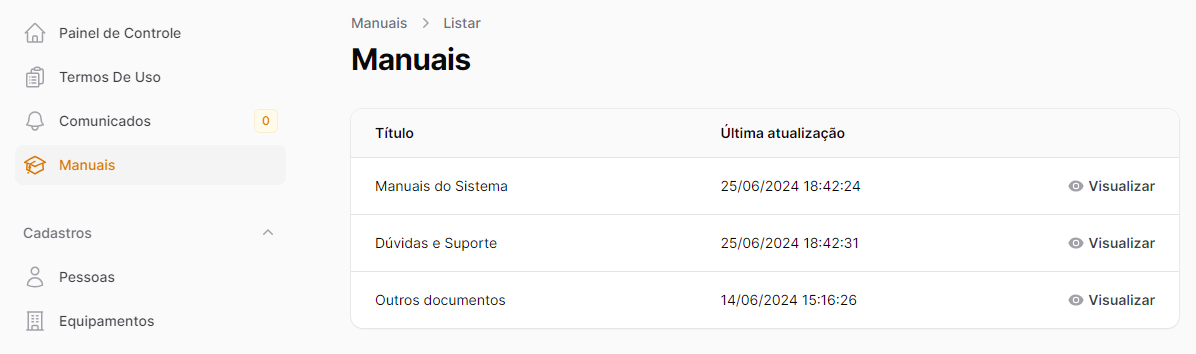 Painel de Controle
Termos De Uso
Comunicados 0
Manuais
Cadastros
Pessoas
Equipamentos
Manuais > Listar
Manuais
Título Última atualização
Manuais do Sistema 25/06/2024 18:42:24 Visualizar
Dúvidas e Suporte 25/06/2024 18:42:31 Visualizar
Outros documentos 14/06/2024 15:16:26 Visualizar